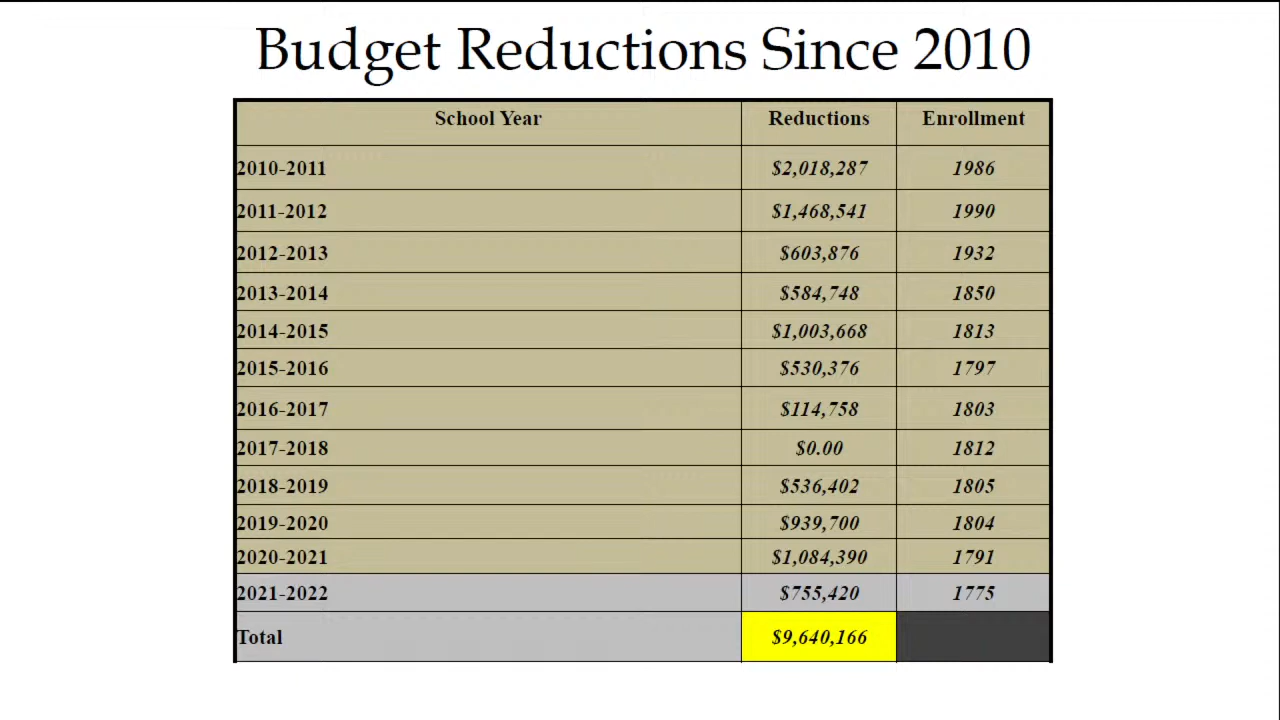 Budget Reductions Since 2010
School Year Reductions Enrollment
2010-2011 $2,018,287 1986
2011-2012 $1,468,541 1990
2012-2013 $603,876 1932
2013-2014 $584,748 1850
2014-2015 $1,003,668 1813
2015-2016 $530,376 1797
2016-2017 $114,758 1803
2017-2018 $0.00 1812
2018-2019 $536,402 1805
2019-2020 $939,700 1804
2020-2021 $1,084,390 1791
2021-2022 $755,420 1775
Total $9,640,166